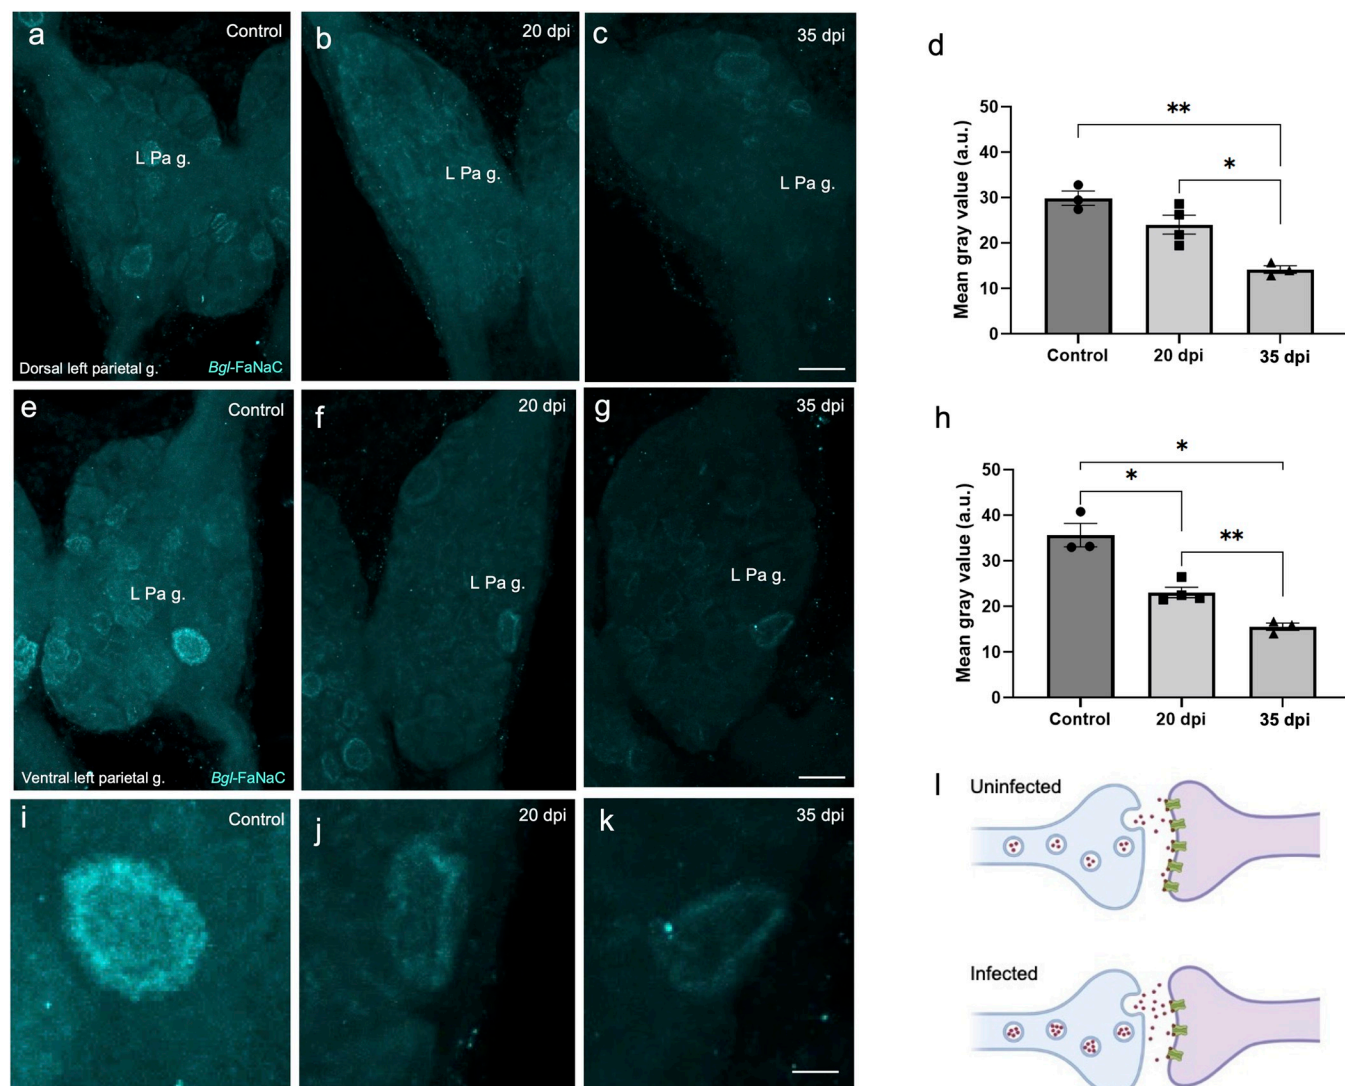 a
Control
L Pa g.
Dorsal left parietal g.
Bgl-FaNaC
b
20 dpi
L Pa g.
c
35 dpi
L Pa g.
d
Mean gray value (a.u.)
50
40
30
20
10
0
**
*
Control
20 dpi
35 dpi
e
Control
L Pa g.
Ventral left parietal g.
Bgl-FaNaC
f
20 dpi
L Pa g.
g
35 dpi
L Pa g.
h
Mean gray value (a.u.)
50
40
30
20
10
0
*
*
**
Control
20 dpi
35 dpi
i
Control
j
20 dpi
k
35 dpi
l
Uninfected
Infected